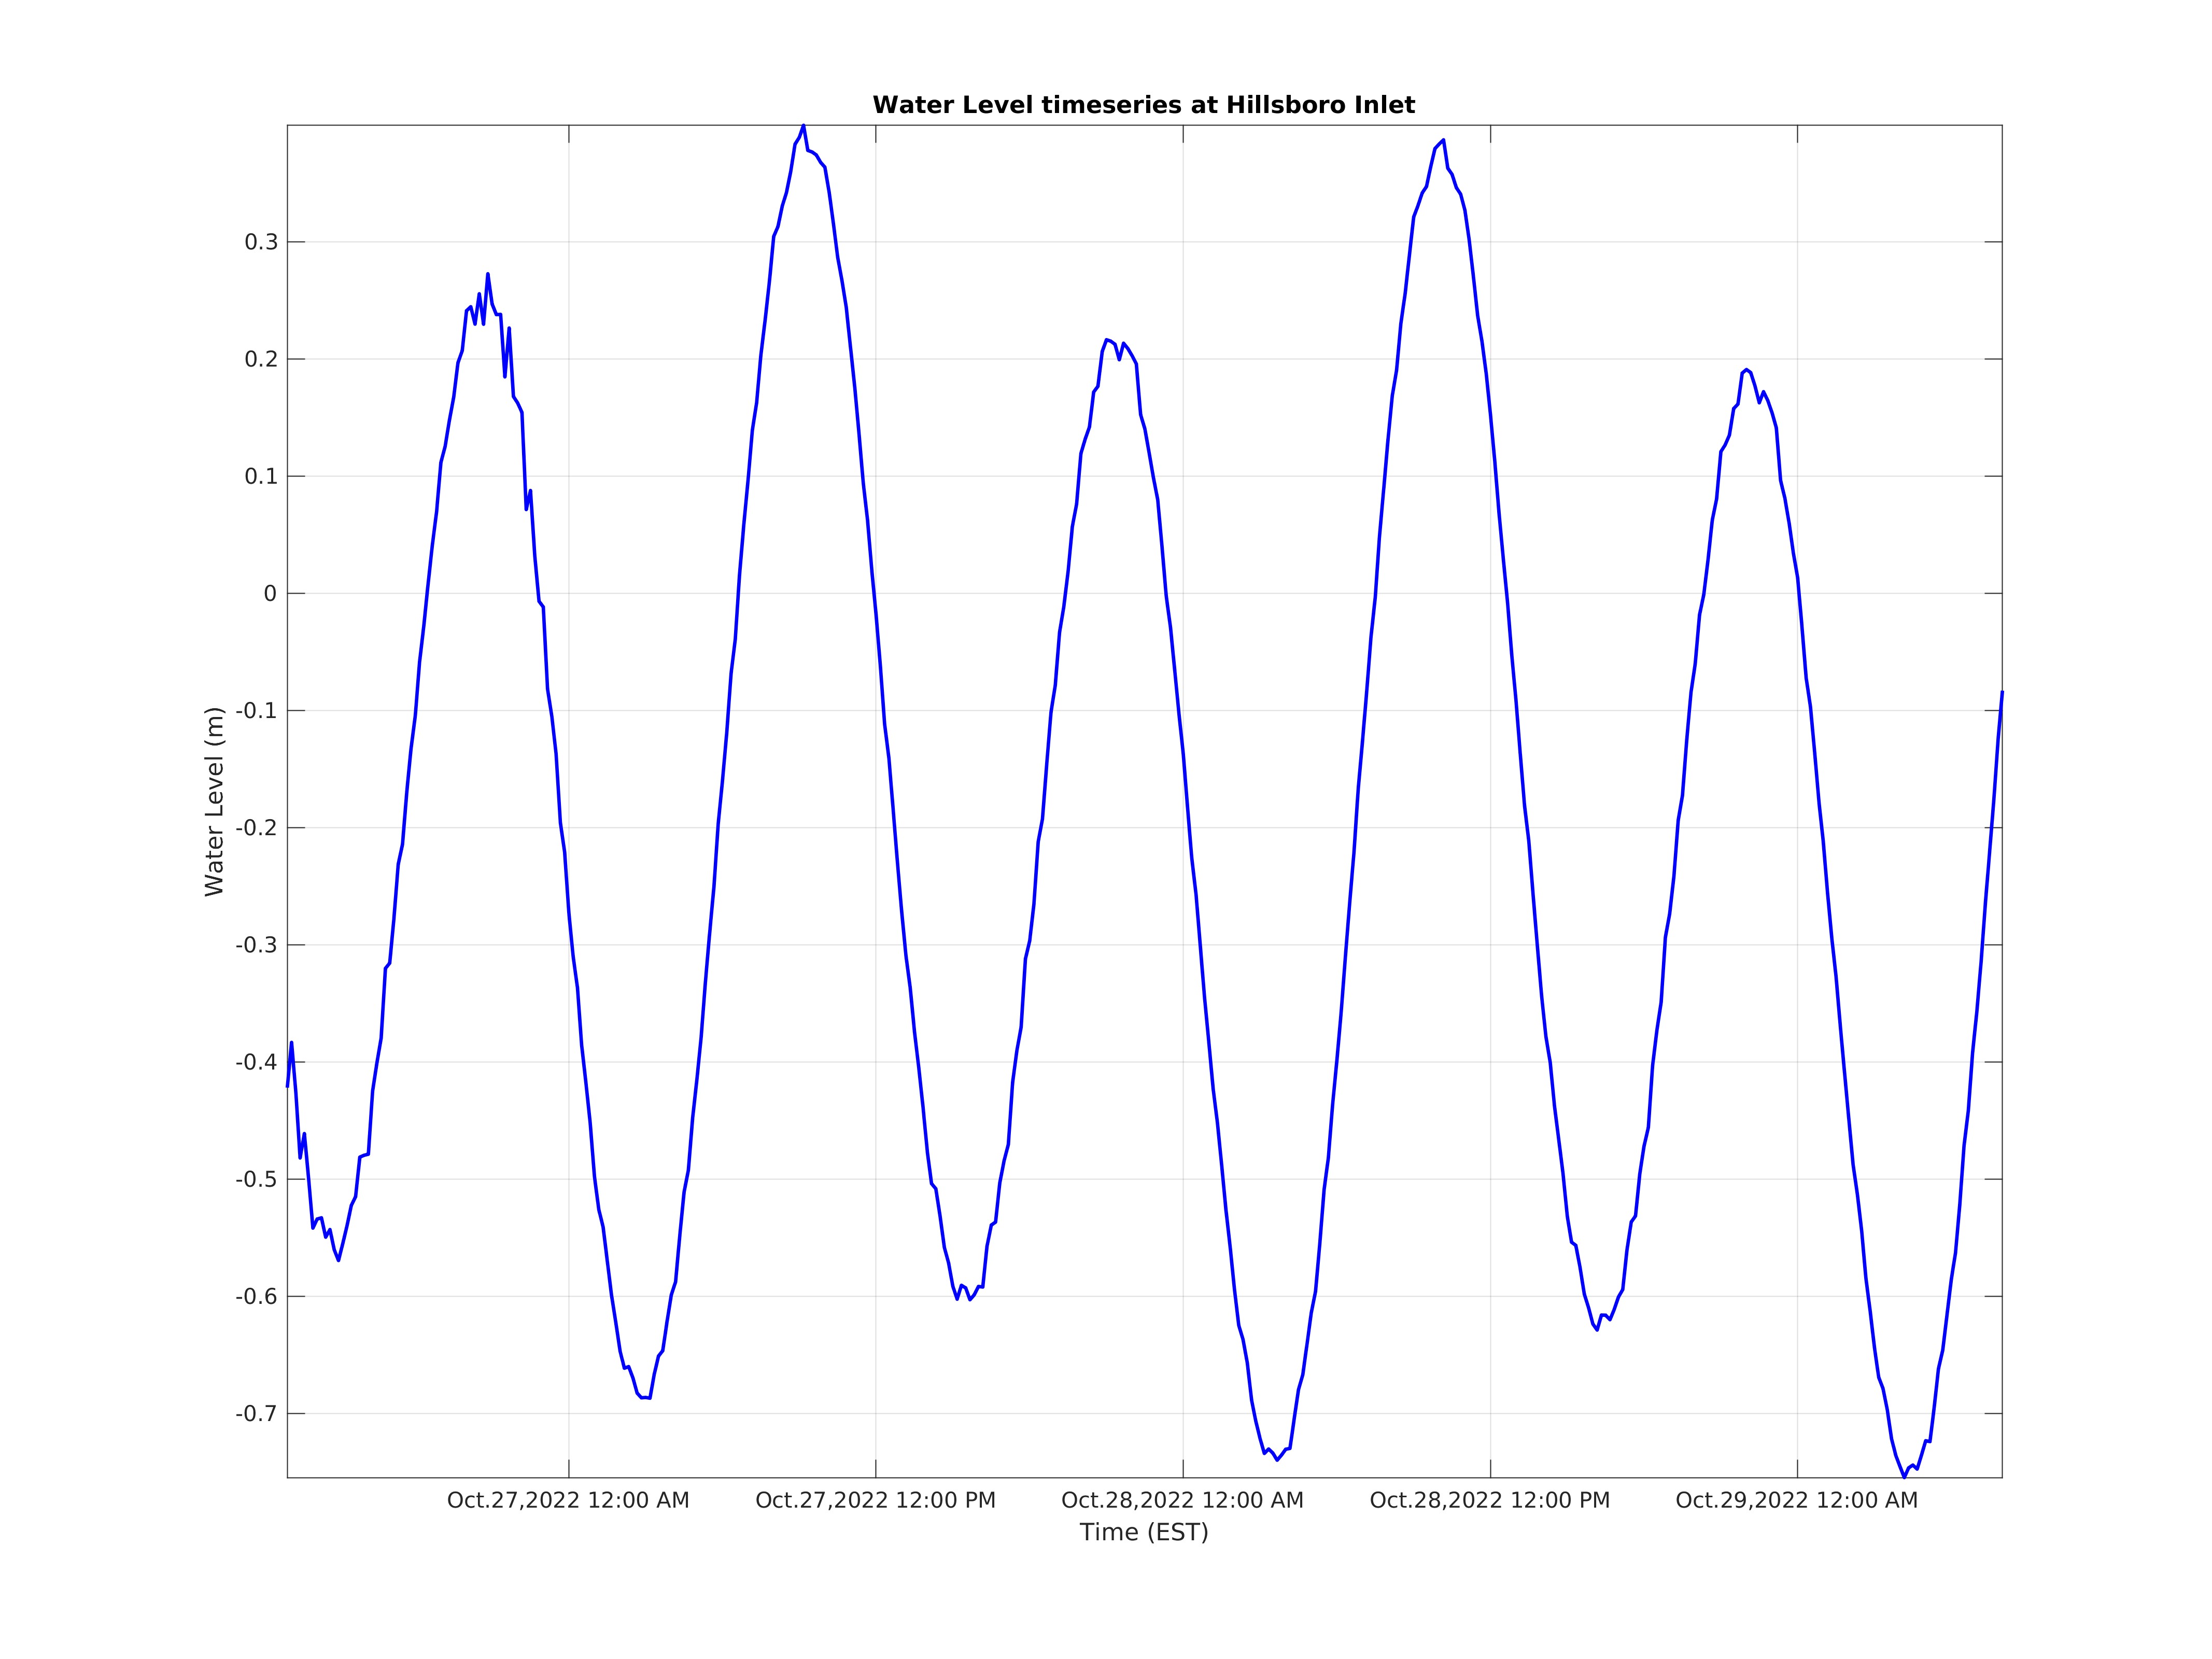 Water Level timeseries at Hillsboro Inlet
0.3
0.2
0.1
0
-0.1
-0.2
-0.3
-0.4
-0.5
-0.6
-0.7
Water Level (m)
Oct.27,2022 12:00 AM
Oct.27,2022 12:00 PM
Oct.28,2022 12:00 AM
Oct.28,2022 12:00 PM
Oct.29,2022 12:00 AM
Time (EST)